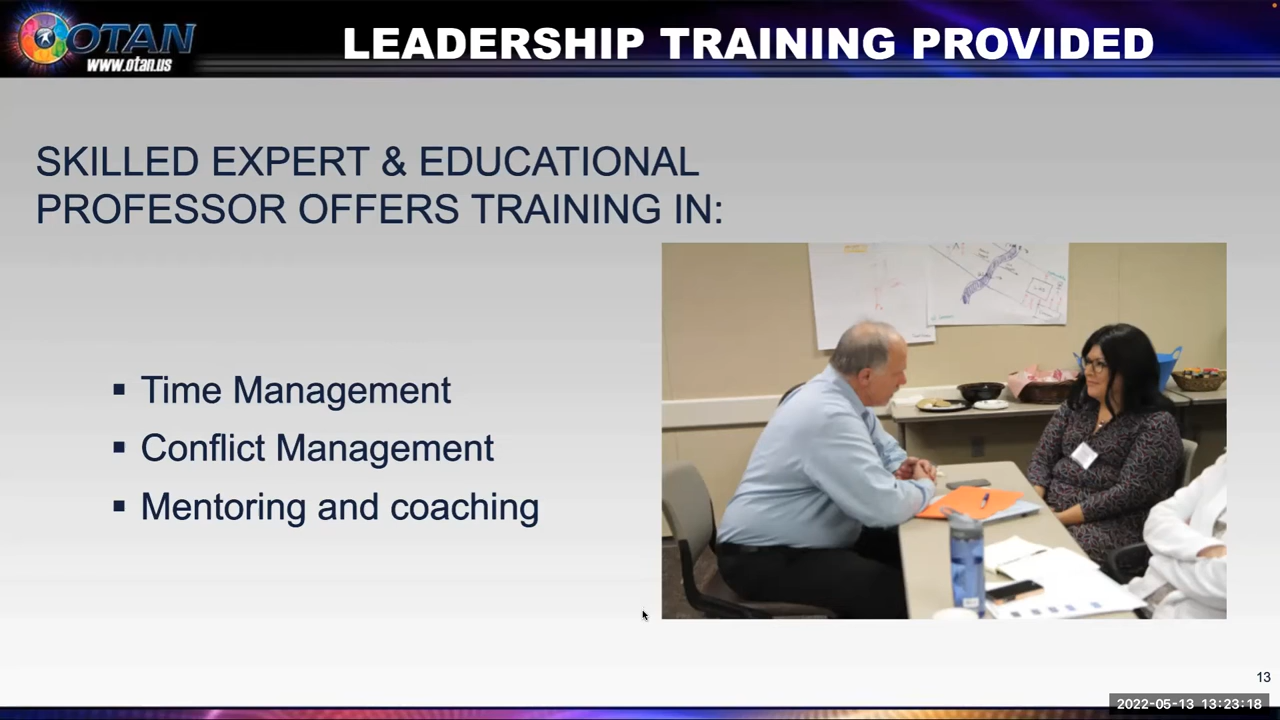 OTAN
www.otan.us
LEADERSHIP TRAINING PROVIDED
SKILLED EXPERT & EDUCATIONAL
PROFESSOR OFFERS TRAINING IN:
▪ Time Management
▪ Conflict Management
▪ Mentoring and coaching
13
2022-05-13 13:23:18